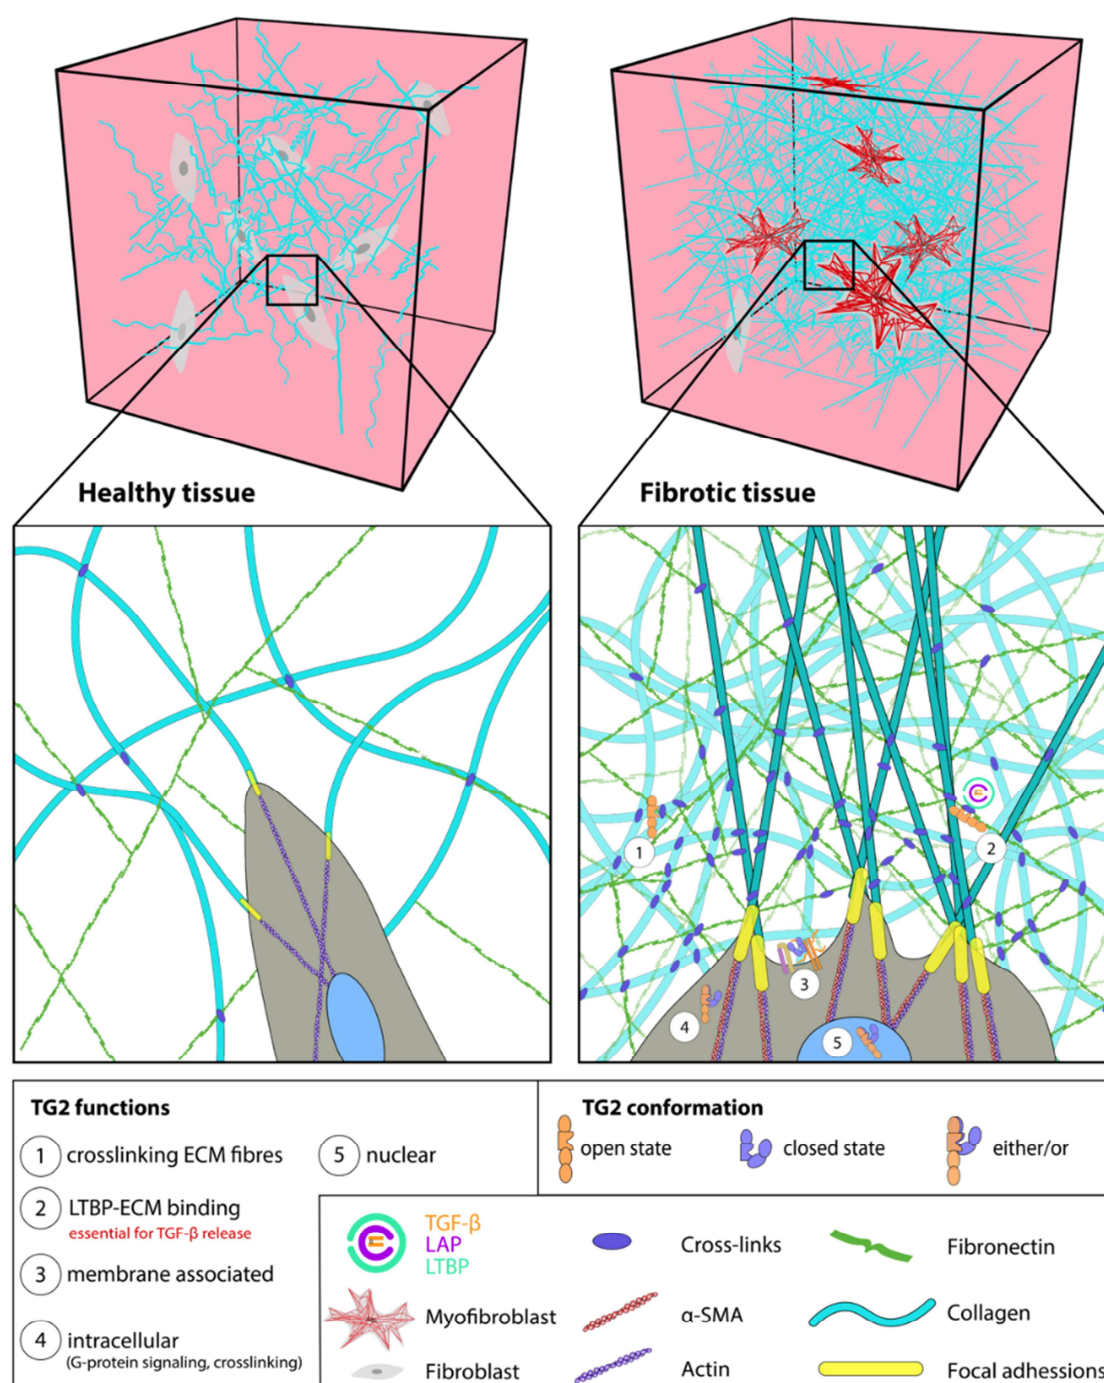 Healthy tissue
Fibrotic tissue
1
2
3
4
5
TG2 functions
1 crosslinking ECM fibres
5 nuclear
2 LTBP-ECM binding
essential for TGF-β release
3 membrane associated
4 intracellular
(G-protein signaling, crosslinking)
TG2 conformation
open state
closed state
either/or
TGF-β
LAP
LTBP
Cross-links
Fibronectin
Myofibroblast
α-SMA
Collagen
Fibroblast
Actin
Focal adhessions